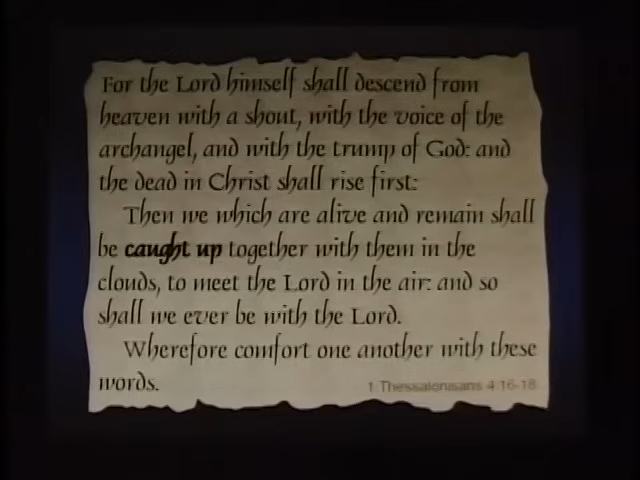 For the Lord himself shall descend from
heaven with a shout, with the voice of the
archangel, and with the trump of God: and
the dead in Christ shall rise first:
Then we which are alive and remain shall
be caught up together with them in the
clouds, to meet the Lord in the air: and so
shall we ever be with the Lord.
Wherefore comfort one another with these
words.
1 Thessalonians 4:16-18